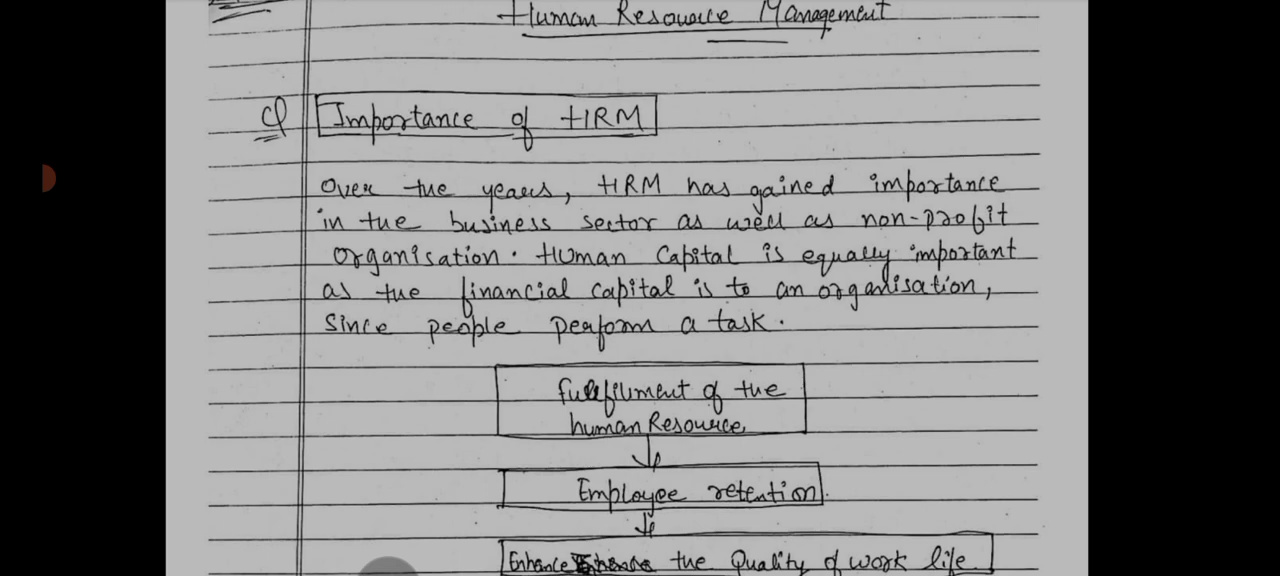 Human Resource Management
c) Importance of HRM
Over the years, HRM has gained importance
in the business sector as well as non-profit
organisation. Human Capital is equally important
as the financial capital is to an organisation,
Since people perform a task.
Fullfilment of the
human Resource
Employee retention.
Enhance the Quality of work life